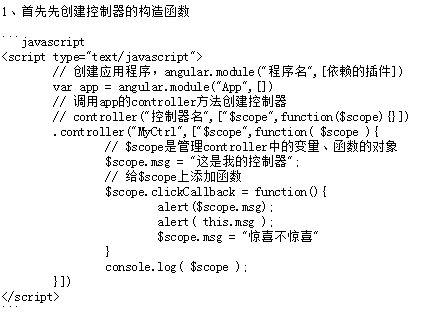 1、首先先创建控制器的构造函数
```javascript
<script type="text/javascript">
// 创建应用程序，angular.module("程序名",[依赖的插件])
var app = angular.module("App",[])
// 调用app的controller方法创建控制器
// controller("控制器名",["$scope",function($scope){}])
.controller("MyCtrl",["$scope",function( $scope ){
// $scope是管理controller中的变量、函数的对象
$scope.msg = "这是我的控制器";
// 给$scope上添加函数
$scope.clickCallback = function(){
alert($scope.msg);
alert( this.msg );
$scope.msg = "惊喜不惊喜"
}
console.log( $scope );
}])
</script>
```